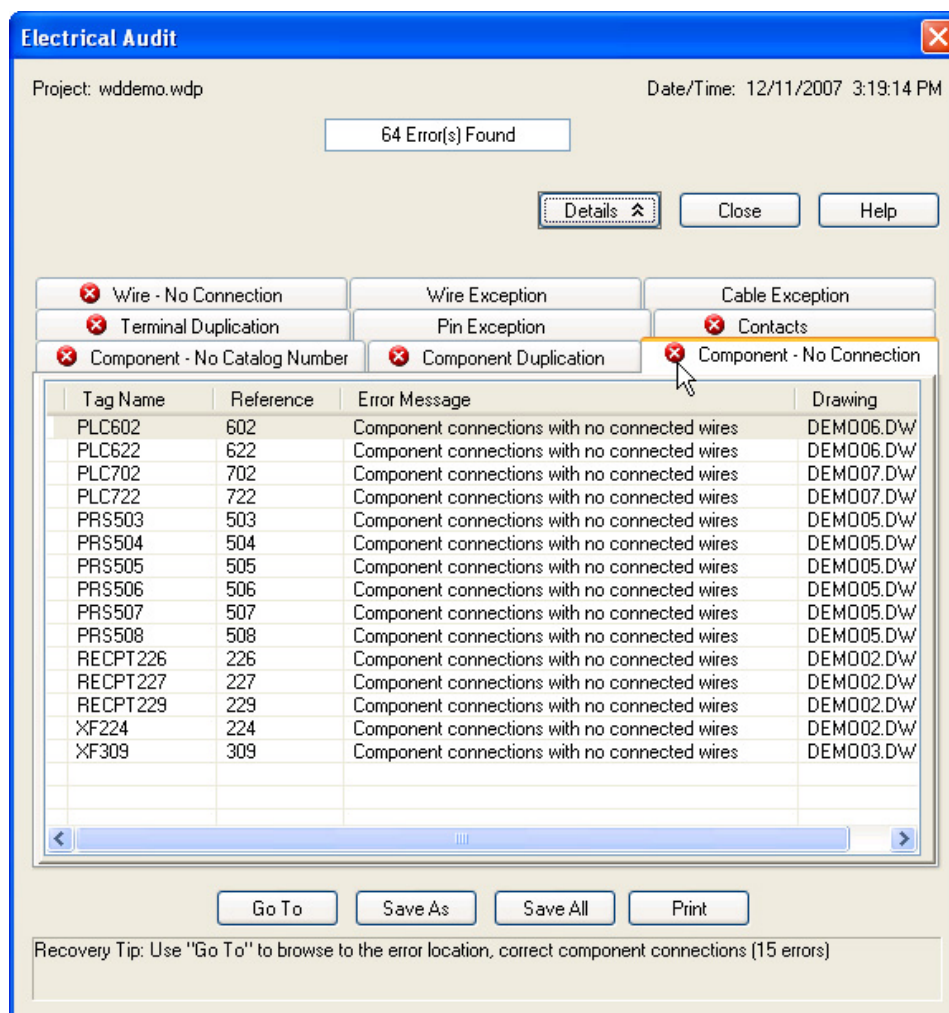 Electrical Audit
Project: wddemo.wdp Date/Time: 12/11/2007 3:19:14 PM
64 Error(s) Found
Details Close Help
Wire - No Connection Wire Exception Cable Exception
Terminal Duplication Pin Exception Contacts
Component - No Catalog Number Component Duplication Component - No Connection
Tag Name Reference Error Message Drawing
PLC602 602 Component connections with no connected wires DEMO06.DW
PLC622 622 Component connections with no connected wires DEMO06.DW
PLC702 702 Component connections with no connected wires DEMO07.DW
PLC722 722 Component connections with no connected wires DEMO07.DW
PRS503 503 Component connections with no connected wires DEMO05.DW
PRS504 504 Component connections with no connected wires DEMO05.DW
PRS505 505 Component connections with no connected wires DEMO05.DW
PRS506 506 Component connections with no connected wires DEMO05.DW
PRS507 507 Component connections with no connected wires DEMO05.DW
PRS508 508 Component connections with no connected wires DEMO05.DW
RECPT226 226 Component connections with no connected wires DEMO02.DW
RECPT227 227 Component connections with no connected wires DEMO02.DW
RECPT229 229 Component connections with no connected wires DEMO02.DW
XF224 224 Component connections with no connected wires DEMO02.DW
XF309 309 Component connections with no connected wires DEMO03.DW
Go To Save As Save All Print
Recovery Tip: Use "Go To" to browse to the error location, correct component connections (15 errors)